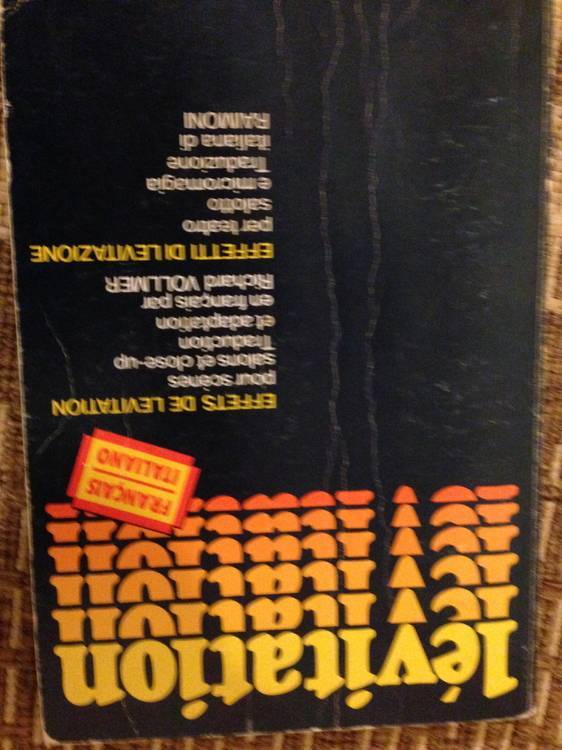 lévitation
FRANÇAIS
ITALIANO
EFFETS DE LEVITATION
pour scènes
salons et close-up
Traduction
et adaptation
en français par
Richard VOLLMER
EFFETTI DI LEVITAZIONE
per teatro
salotto
e micromagia
Traduzione
italiana di
RAIMONI